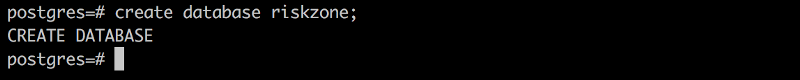 postgres=# create database riskzone;
CREATE DATABASE
postgres=#